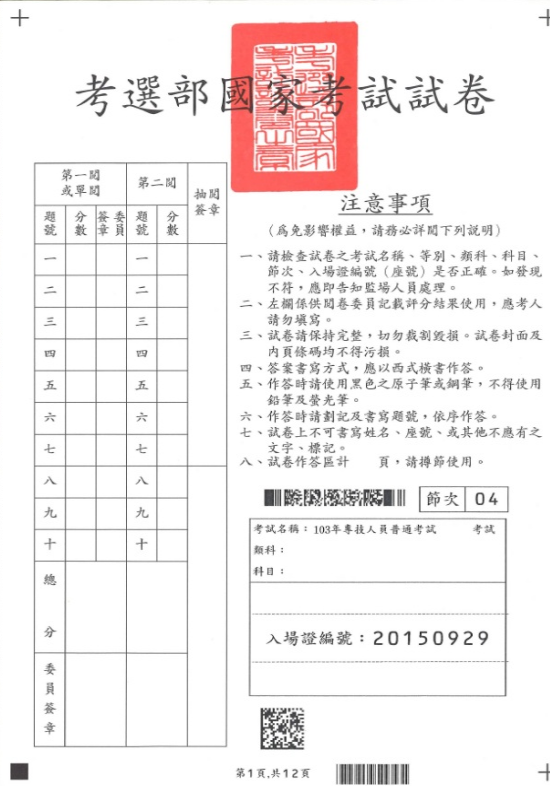 考選部國家考試試卷
第一閱或單閱
第二閱
抽閱簽章
題號
分數
簽章
委員
題號
分數
一
一
二
二
三
三
四
四
五
五
六
六
七
七
八
八
九
九
十
十
總分
委員簽章
注意事項
（為免影響權益，請務必詳閱下列說明）
一、請檢查試卷之考試名稱、等別、類科、科目、
節次、入場證編號（座號）是否正確。如發現
不符，應即告知監場人員處理。
二、左欄係供閱卷委員記載評分結果使用，應考人
請勿填寫。
三、試卷請保持完整，切勿裁割毀損。試卷封面及
內頁條碼均不得污損。
四、答案書寫方式，應以西式橫書作答。
五、作答時請使用黑色之原子筆或鋼筆，不得使用
鉛筆及螢光筆。
六、作答時請劃記及書寫題號，依序作答。
七、試卷上不可書寫姓名、座號、或其他不應有之
文字、標記。
八、試卷作答區計　　頁，請撙節使用。
節次 04
考試名稱：103年專技人員普通考試　　考試
類科：
科目：
入場證編號：20150929
第1頁,共12頁